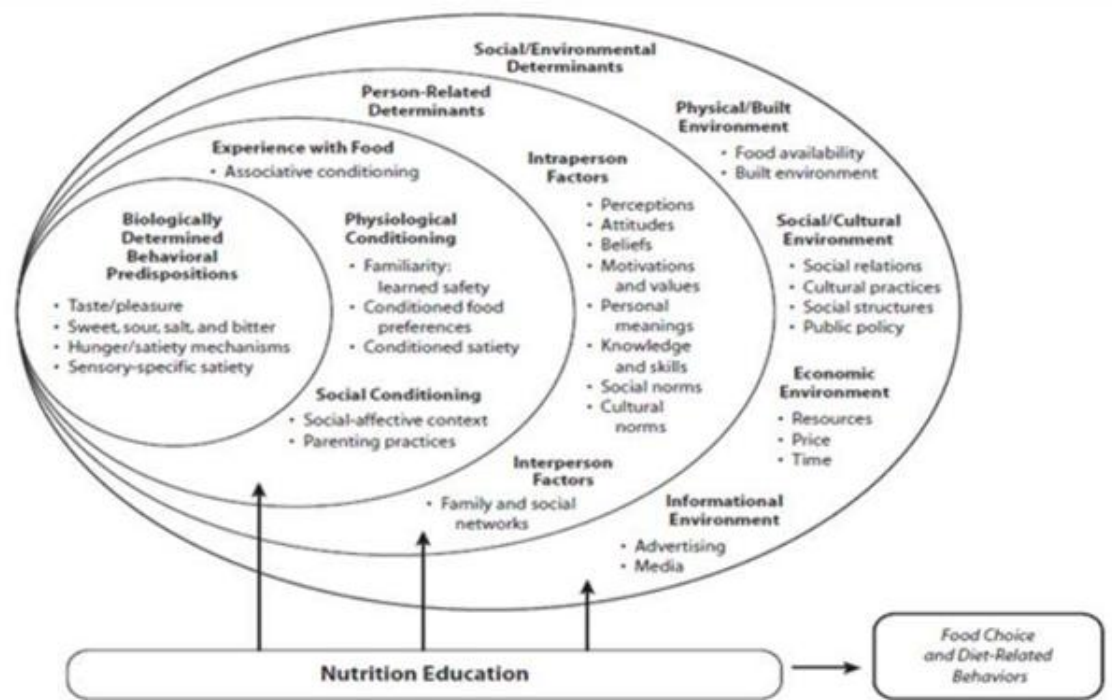 Social/Environmental
Determinants
Person-Related
Determinants
Physical/Built
Environment
• Food availability
• Built environment
Experience with Food
• Associative conditioning
Intraperson
Factors
• Perceptions
• Attitudes
• Beliefs
• Motivations
and values
• Personal
meanings
• Knowledge
and skills
• Social norms
• Cultural
norms
Biologically
Determined
Behavioral
Predispositions
• Taste/pleasure
• Sweet, sour, salt, and bitter
• Hunger/satiety mechanisms
• Sensory-specific satiety
Physiological
Conditioning
• Familiarity:
learned safety
• Conditioned food
preferences
• Conditioned satiety
Social/Cultural
Environment
• Social relations
• Cultural practices
• Social structures
• Public policy
Social Conditioning
• Social-affective context
• Parenting practices
Economic
Environment
• Resources
• Price
• Time
Interperson
Factors
• Family and social
networks
Informational
Environment
• Advertising
• Media
Nutrition Education
Food Choice
and Diet-Related
Behaviors